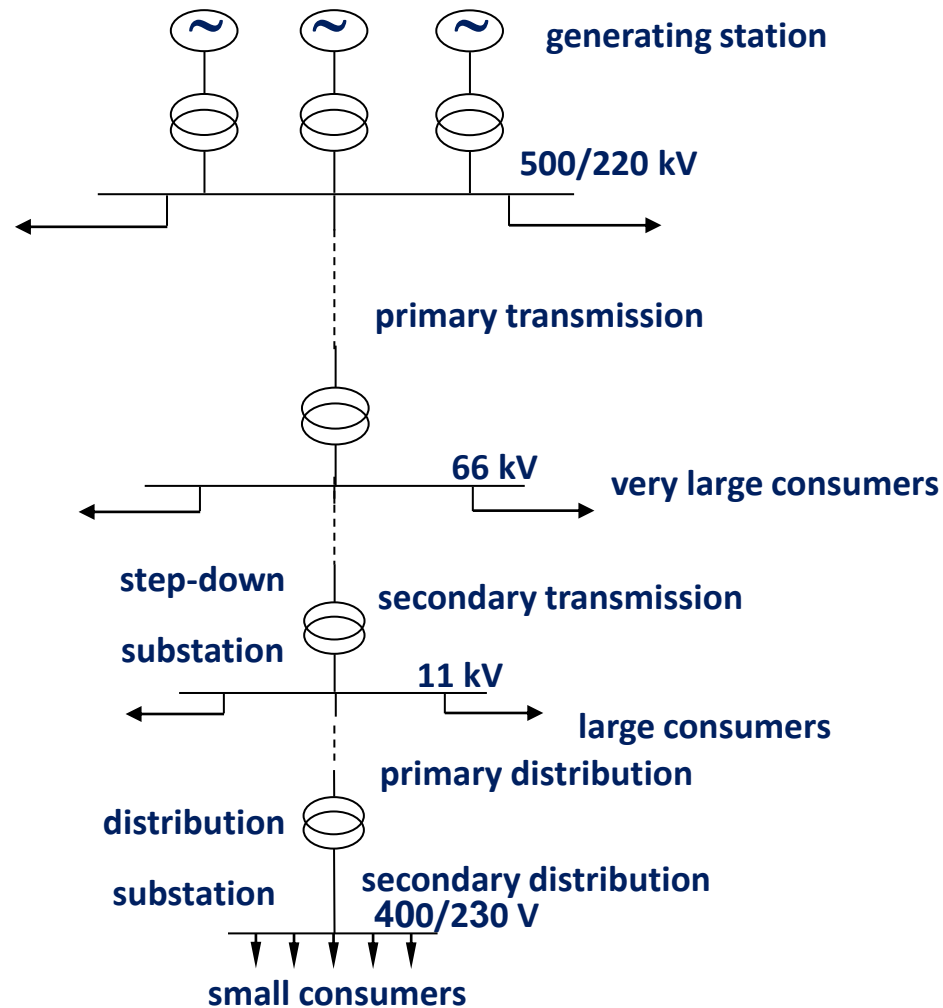 ~ ~ ~
generating station
500/220 kV
primary transmission
66 kV
very large consumers
step-down
secondary transmission
substation
11 kV
large consumers
primary distribution
distribution
secondary distribution
substation
400/230 V
small consumers